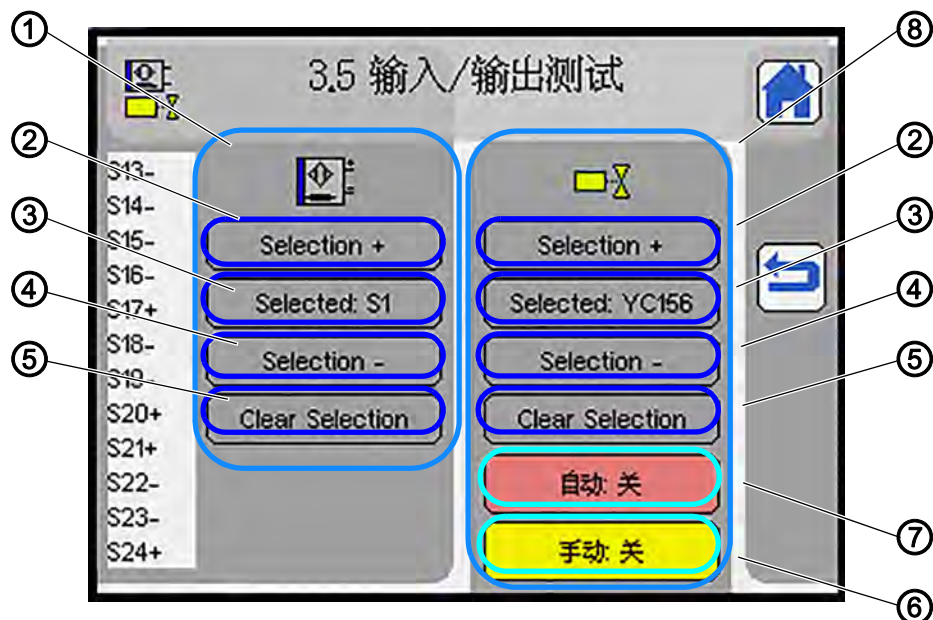 ① ⑧
3.5 输入/输出测试
② ②
S13-
S14-
③ ③
S15-
Selection + Selection +
S16-
④ ④
S17+
Selected: S1 Selected: YC156
S18-
⑤ ⑤
Selection - Selection -
S19-
S20+
Clear Selection Clear Selection
S21+
S22-
自动: 关
S23-
⑦
S24+
手动: 关
⑥